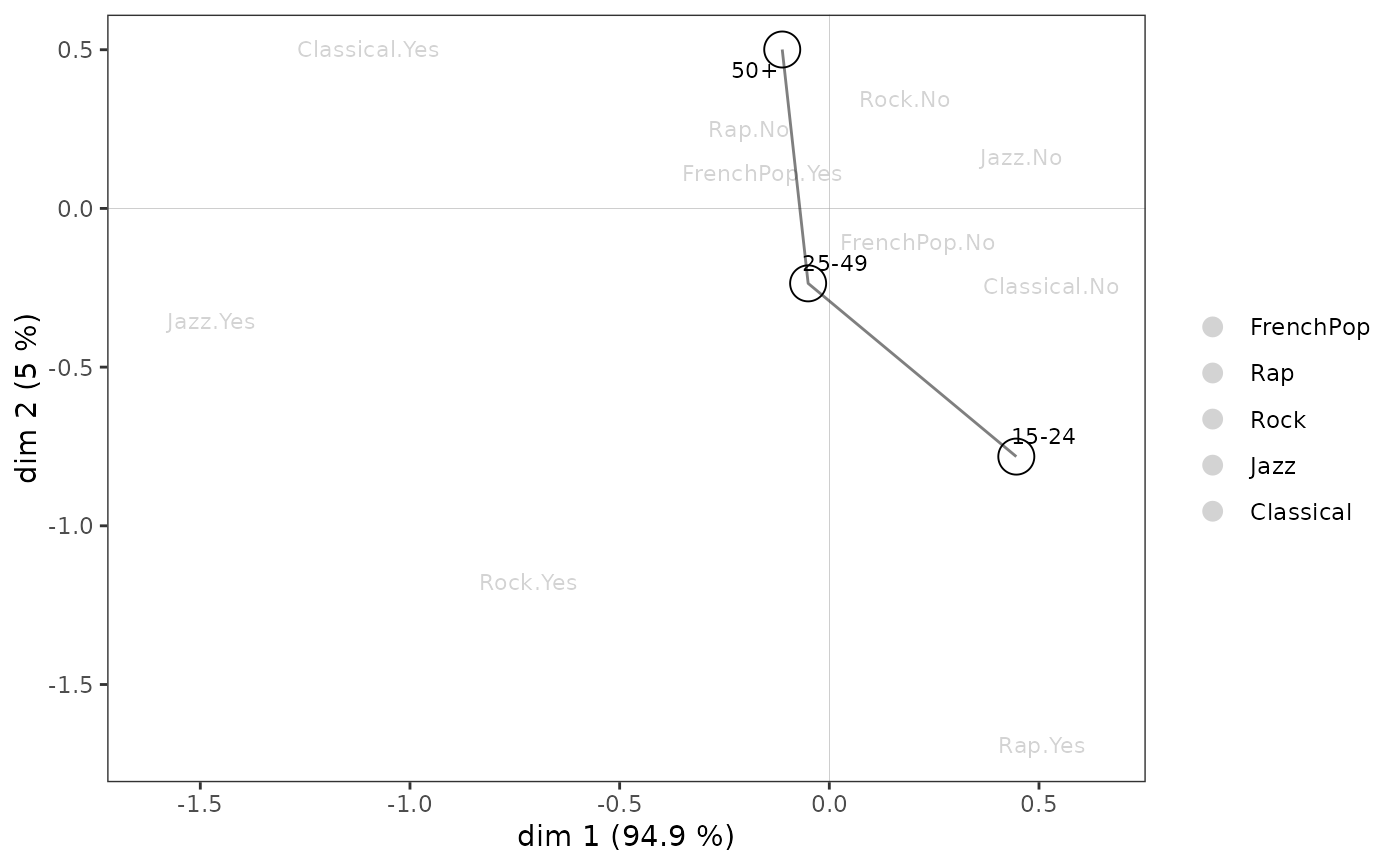 0.5
0.0
-0.5
-1.0
-1.5
dim 2 (5 %)
Classical.Yes
50+
Rock.No
Rap.No
Jazz.No
FrenchPop.Yes
FrenchPop.No
25-49
Classical.No
Jazz.Yes
15-24
Rock.Yes
Rap.Yes
-1.5
-1.0
-0.5
0.0
0.5
dim 1 (94.9 %)
FrenchPop
Rap
Rock
Jazz
Classical